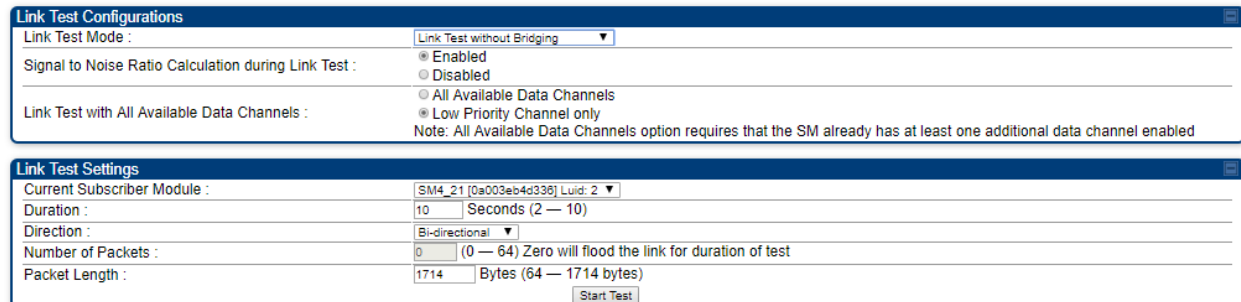 Link Test Configurations
Link Test Mode : Link Test without Bridging
Signal to Noise Ratio Calculation during Link Test : Enabled
Disabled
Link Test with All Available Data Channels : All Available Data Channels
Low Priority Channel only
Note: All Available Data Channels option requires that the SM already has at least one additional data channel enabled
Link Test Settings
Current Subscriber Module : SM4_21 [0a003eb4d336] Luid: 2
Duration : 10 Seconds (2 — 10)
Direction : Bi-directional
Number of Packets : 0 (0 — 64) Zero will flood the link for duration of test
Packet Length : 1714 Bytes (64 — 1714 bytes)
Start Test